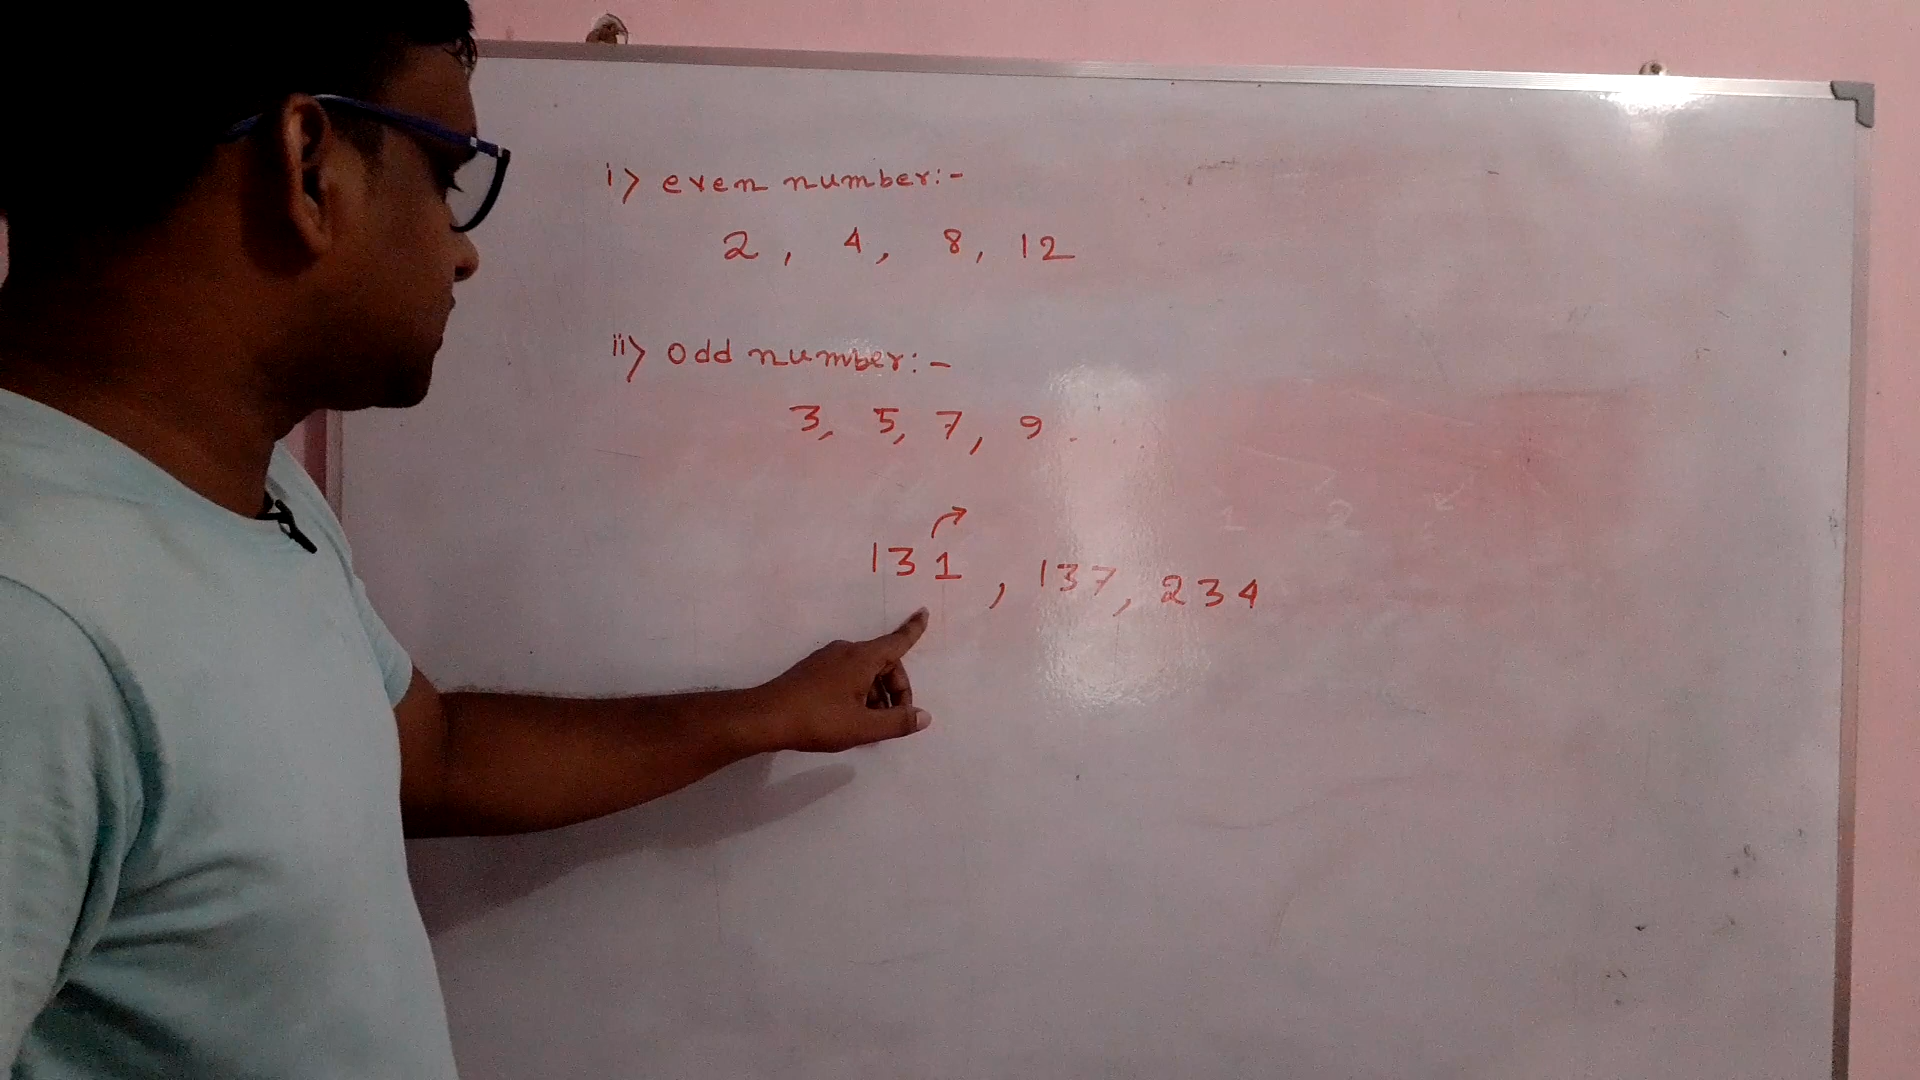 i> even number:-
2, 4, 8, 12
ii> odd number:-
3, 5, 7, 9.....
131, 137, 234